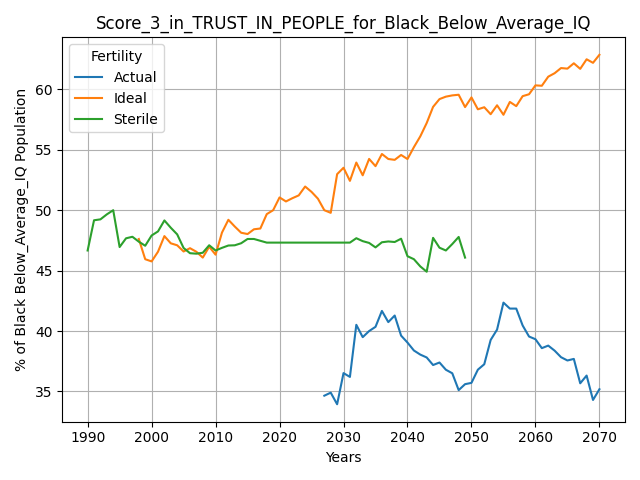 Score_3_in_TRUST_IN_PEOPLE_for_Black_Below_Average_IQ
Fertility
Actual
Ideal
Sterile
% of Black Below_Average_IQ Population
60
55
50
45
40
35
1990 2000 2010 2020 2030 2040 2050 2060 2070
Years